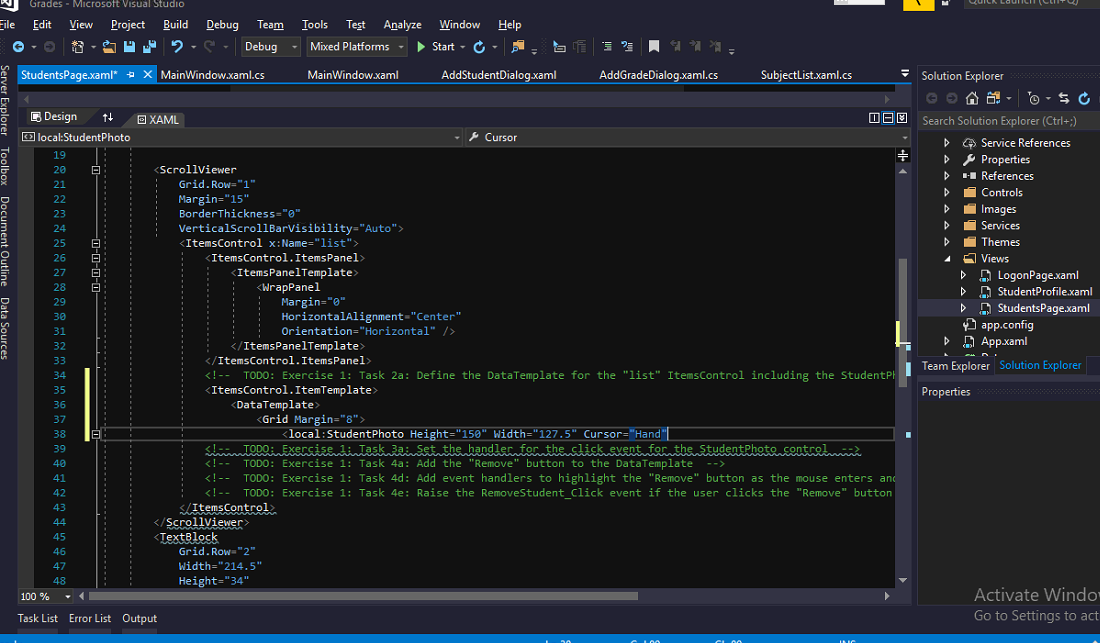 Grades - Microsoft Visual Studio
Quick Launch (Ctrl+Q)
File Edit View Project Build Debug Team Tools Test Analyze Window Help
Debug Mixed Platforms Start
StudentsPage.xaml* MainWindow.xaml.cs MainWindow.xaml AddStudentDialog.xaml AddGradeDialog.xaml.cs SubjectList.xaml.cs
Server Explorer
Toolbox
Document Outline
Data Sources
Design XAML
local:StudentPhoto Cursor
19
20 <ScrollViewer
21 Grid.Row="1"
22 Margin="15"
23 BorderThickness="0"
24 VerticalScrollBarVisibility="Auto">
25 <ItemsControl x:Name="list">
26 <ItemsControl.ItemsPanel>
27 <ItemsPanelTemplate>
28 <WrapPanel
29 Margin="0"
30 HorizontalAlignment="Center"
31 Orientation="Horizontal" />
32 </ItemsPanelTemplate>
33 </ItemsControl.ItemsPanel>
34 <!-- TODO: Exercise 1: Task 2a: Define the DataTemplate for the "list" ItemsControl including the StudentPh
35 <ItemsControl.ItemTemplate>
36 <DataTemplate>
37 <Grid Margin="8">
38 <local:StudentPhoto Height="150" Width="127.5" Cursor="Hand"
39 <!-- TODO: Exercise 1: Task 3a: Set the handler for the click event for the StudentPhoto control -->
40 <!-- TODO: Exercise 1: Task 4a: Add the "Remove" button to the DataTemplate -->
41 <!-- TODO: Exercise 1: Task 4d: Add event handlers to highlight the "Remove" button as the mouse enters and
42 <!-- TODO: Exercise 1: Task 4e: Raise the RemoveStudent_Click event if the user clicks the "Remove" button
43 </ItemsControl>
44 </ScrollViewer>
45 <TextBlock
46 Grid.Row="2"
47 Width="214.5"
48 Height="34"
100 %
Task List Error List Output
Solution Explorer
Search Solution Explorer (Ctrl+;)
Service References
Properties
References
Controls
Images
Services
Themes
Views
LogonPage.xaml
StudentProfile.xaml
StudentsPage.xaml
app.config
App.xaml
Team Explorer Solution Explorer
Properties
Activate Windo
Go to Settings to act